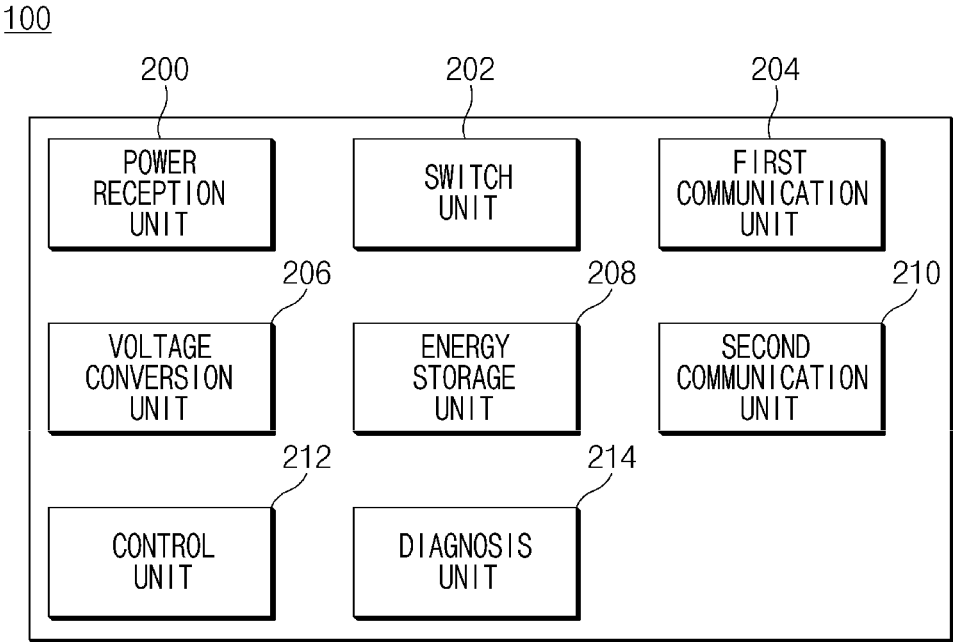 100
200
202
204
POWER
RECEPTION
UNIT
SWITCH
UNIT
FIRST
COMMUNICATION
UNIT
206
208
210
VOLTAGE
CONVERSION
UNIT
ENERGY
STORAGE
UNIT
SECOND
COMMUNICATION
UNIT
212
214
CONTROL
UNIT
DIAGNOSIS
UNIT